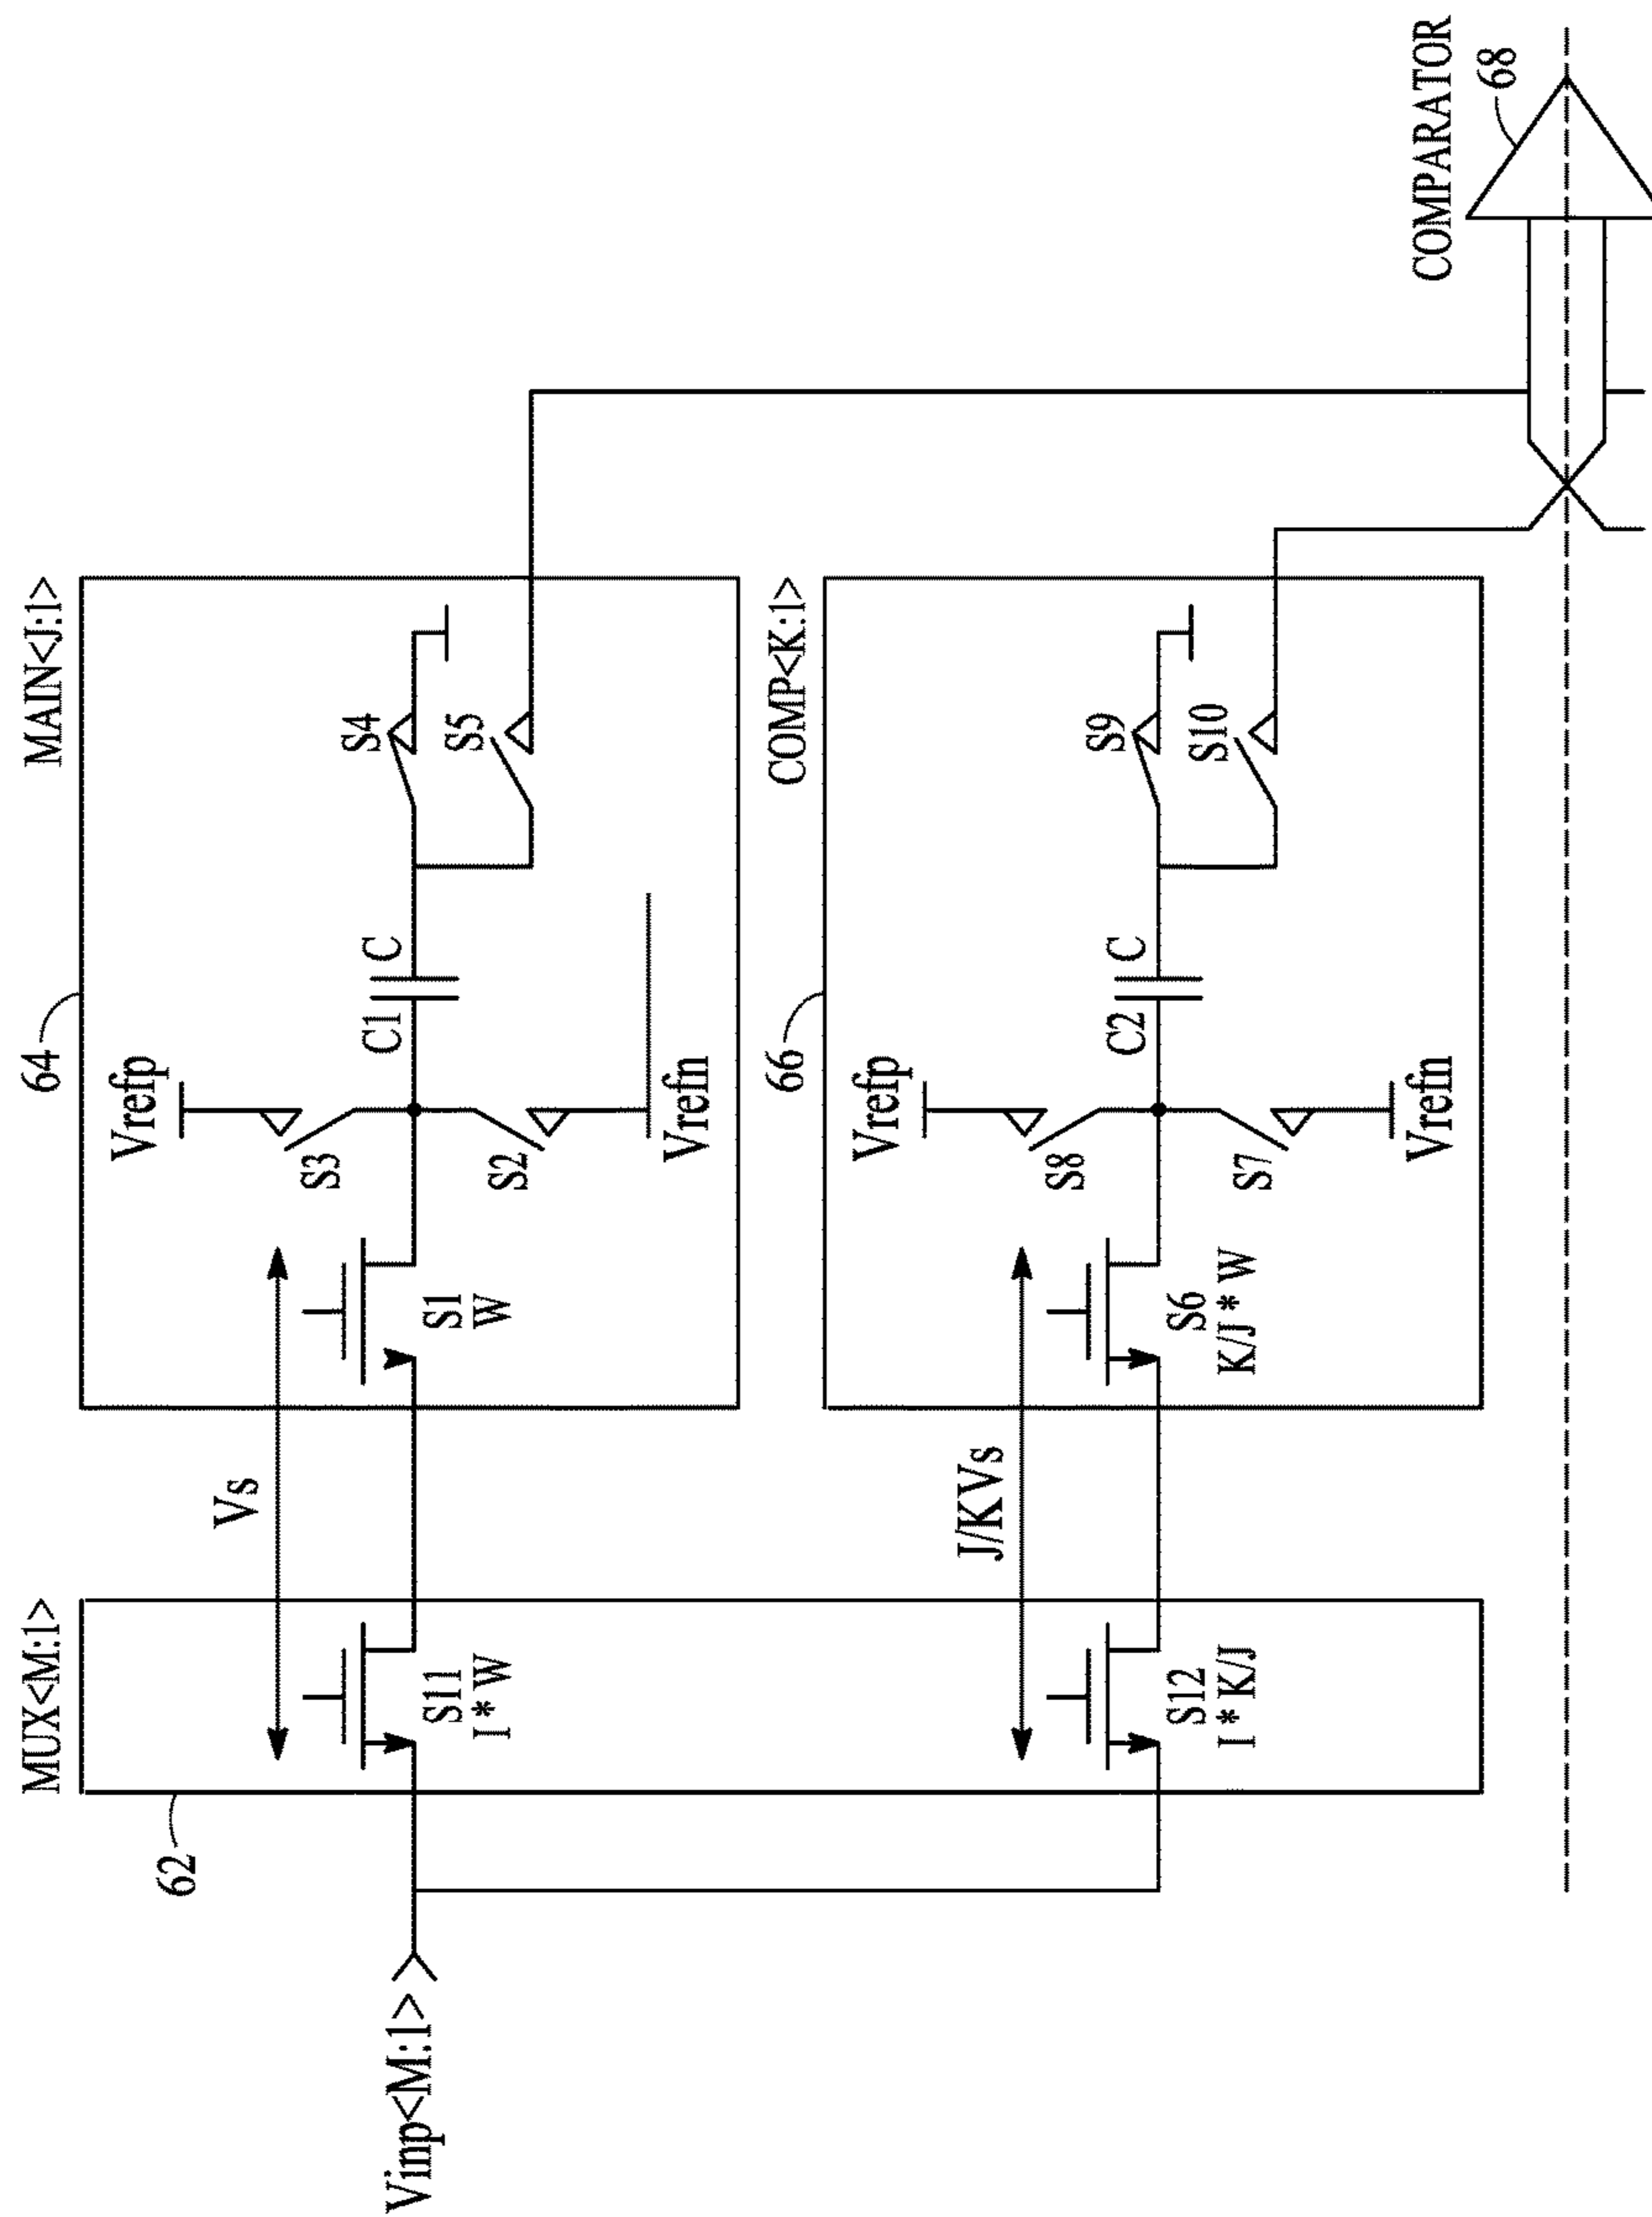 Vinp<M:1>
62
MUX<M:1>
S11
I * W
S12
I * K/J
Vs
J/KVs
64
MAIN<J:1>
Vrefp
S3
S2
Vrefn
S1
W
C1
C
S4
S5
66
COMP<K:1>
Vrefp
S8
S7
Vrefn
S6
K/J * W
C2
C
S9
S10
COMPARATOR
68